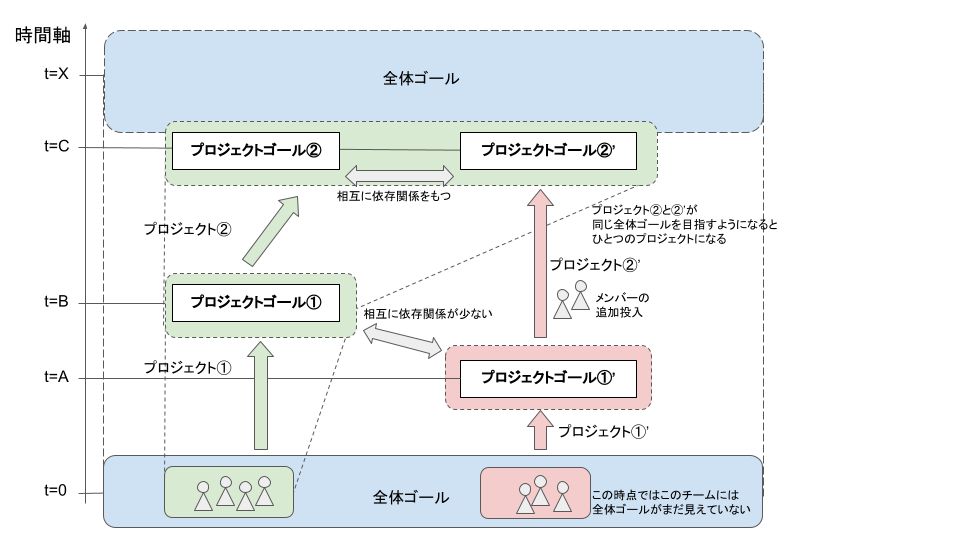 時間軸
t=X
全体ゴール
t=C
プロジェクトゴール②
プロジェクトゴール②'
相互に依存関係をもつ
プロジェクト②
プロジェクト②と②'が
同じ全体ゴールを目指すようになると
ひとつのプロジェクトになる
プロジェクト②'
t=B
プロジェクトゴール①
メンバーの
追加投入
相互に依存関係が少ない
プロジェクト①
t=A
プロジェクトゴール①'
プロジェクト①'
t=0
全体ゴール
この時点ではこのチームには
全体ゴールがまだ見えていない